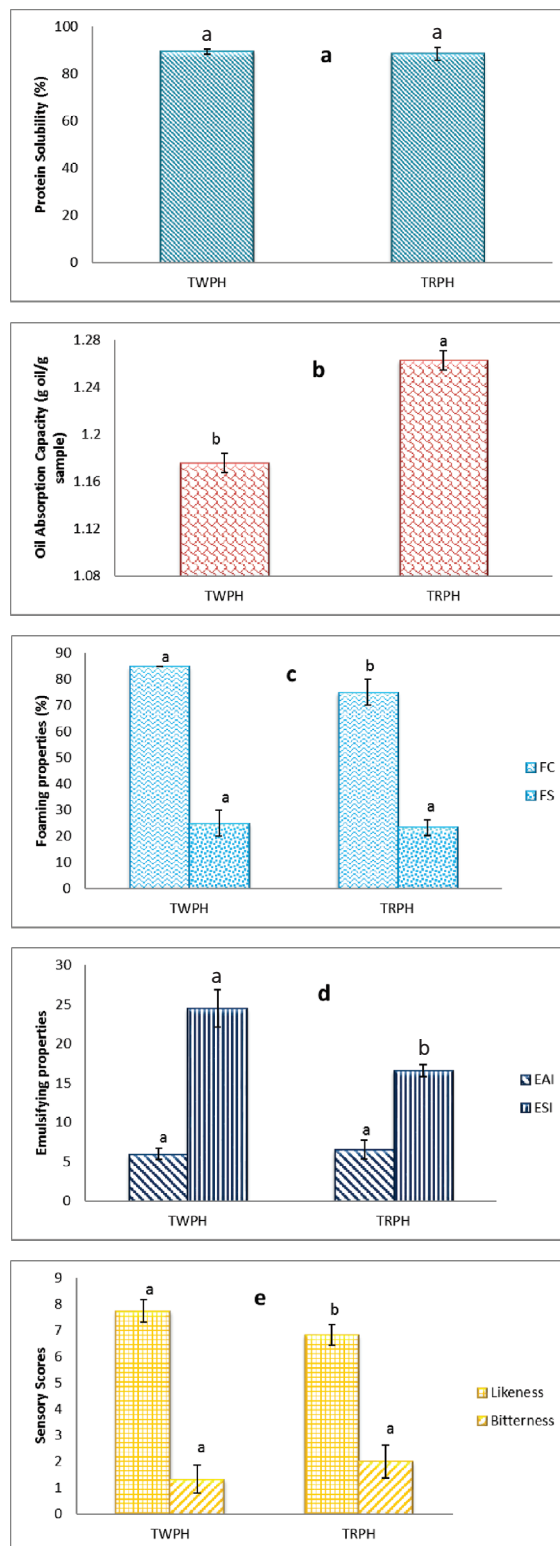 100
80
60
40
20
0
Protein Solubility (%)
a
a
a
TWPH
TRPH
1.28
1.24
1.2
1.16
1.12
1.08
Oil Absorption Capacity (g oil/g
sample)
b
b
a
TWPH
TRPH
90
80
70
60
50
40
30
20
10
0
Foaming properties (%)
c
a
a
b
a
TWPH
TRPH
FC
FS
30
25
20
15
10
5
0
Emulsifying properties
d
a
a
a
b
TWPH
TRPH
EAI
ESI
9
8
7
6
5
4
3
2
1
0
Sensory Scores
e
a
a
b
a
TWPH
TRPH
Likeness
Bitterness